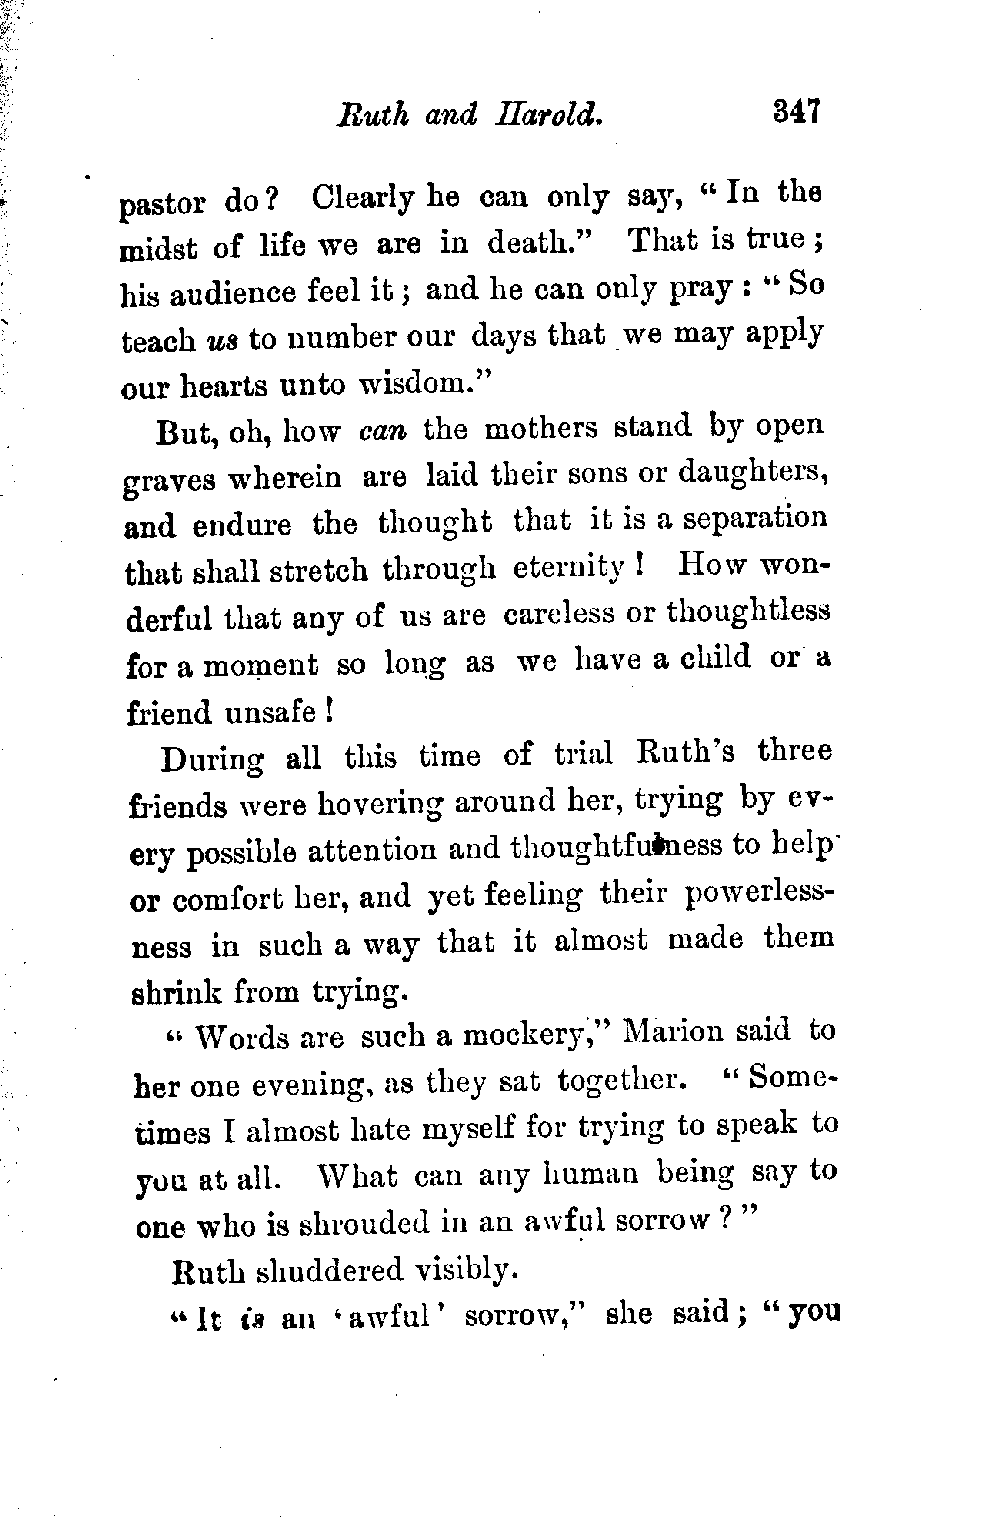 Ruth and Harold. 347
pastor do? Clearly he can only say, “In the
midst of life we are in death.” That is true;
his audience feel it; and he can only pray: “So
teach us to number our days that we may apply
our hearts unto wisdom.”
But, oh, how can the mothers stand by open
graves wherein are laid their sons or daughters,
and endure the thought that it is a separation
that shall stretch through eternity! How won-
derful that any of us are careless or thoughtless
for a moment so long as we have a child or a
friend unsafe!
During all this time of trial Ruth’s three
friends were hovering around her, trying by ev-
ery possible attention and thoughtfulness to help
or comfort her, and yet feeling their powerless-
ness in such a way that it almost made them
shrink from trying.
“Words are such a mockery,” Marion said to
her one evening, as they sat together. “Some-
times I almost hate myself for trying to speak to
you at all. What can any human being say to
one who is shrouded in an awful sorrow?”
Ruth shuddered visibly.
“It is an ‘awful’ sorrow,” she said; “you